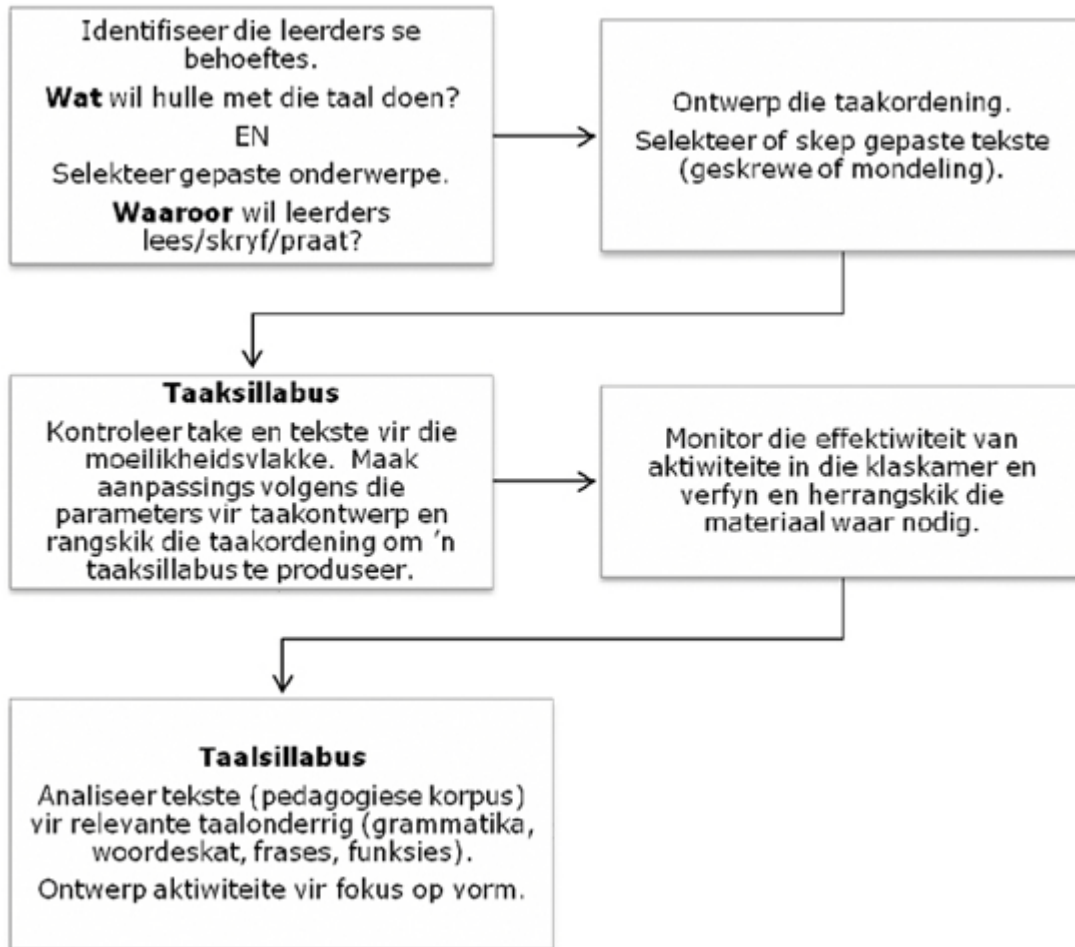 Identifiseer die leerders se
behoeftes.
Wat wil hulle met die taal doen?
EN
Selekteer gepaste onderwerpe.
Waaroor wil leerders
lees/skryf/praat?
Ontwerp die taakordening.
Selekteer of skep gepaste tekste
(geskrewe of mondeling).
Taaksillabus
Kontroleer take en tekste vir die
moeilikheidsvlakke. Maak
aanpassings volgens die
parameters vir taakontwerp en
rangskik die taakordening om ’n
taaksillabus te produseer.
Monitor die effektiwiteit van
aktiwiteite in die klaskamer en
verfyn en herrangskik die
materiaal waar nodig.
Taalsillabus
Analiseer tekste (pedagogiese korpus)
vir relevante taalonderrig (grammatika,
woordeskat, frases, funksies).
Ontwerp aktiwiteite vir fokus op vorm.